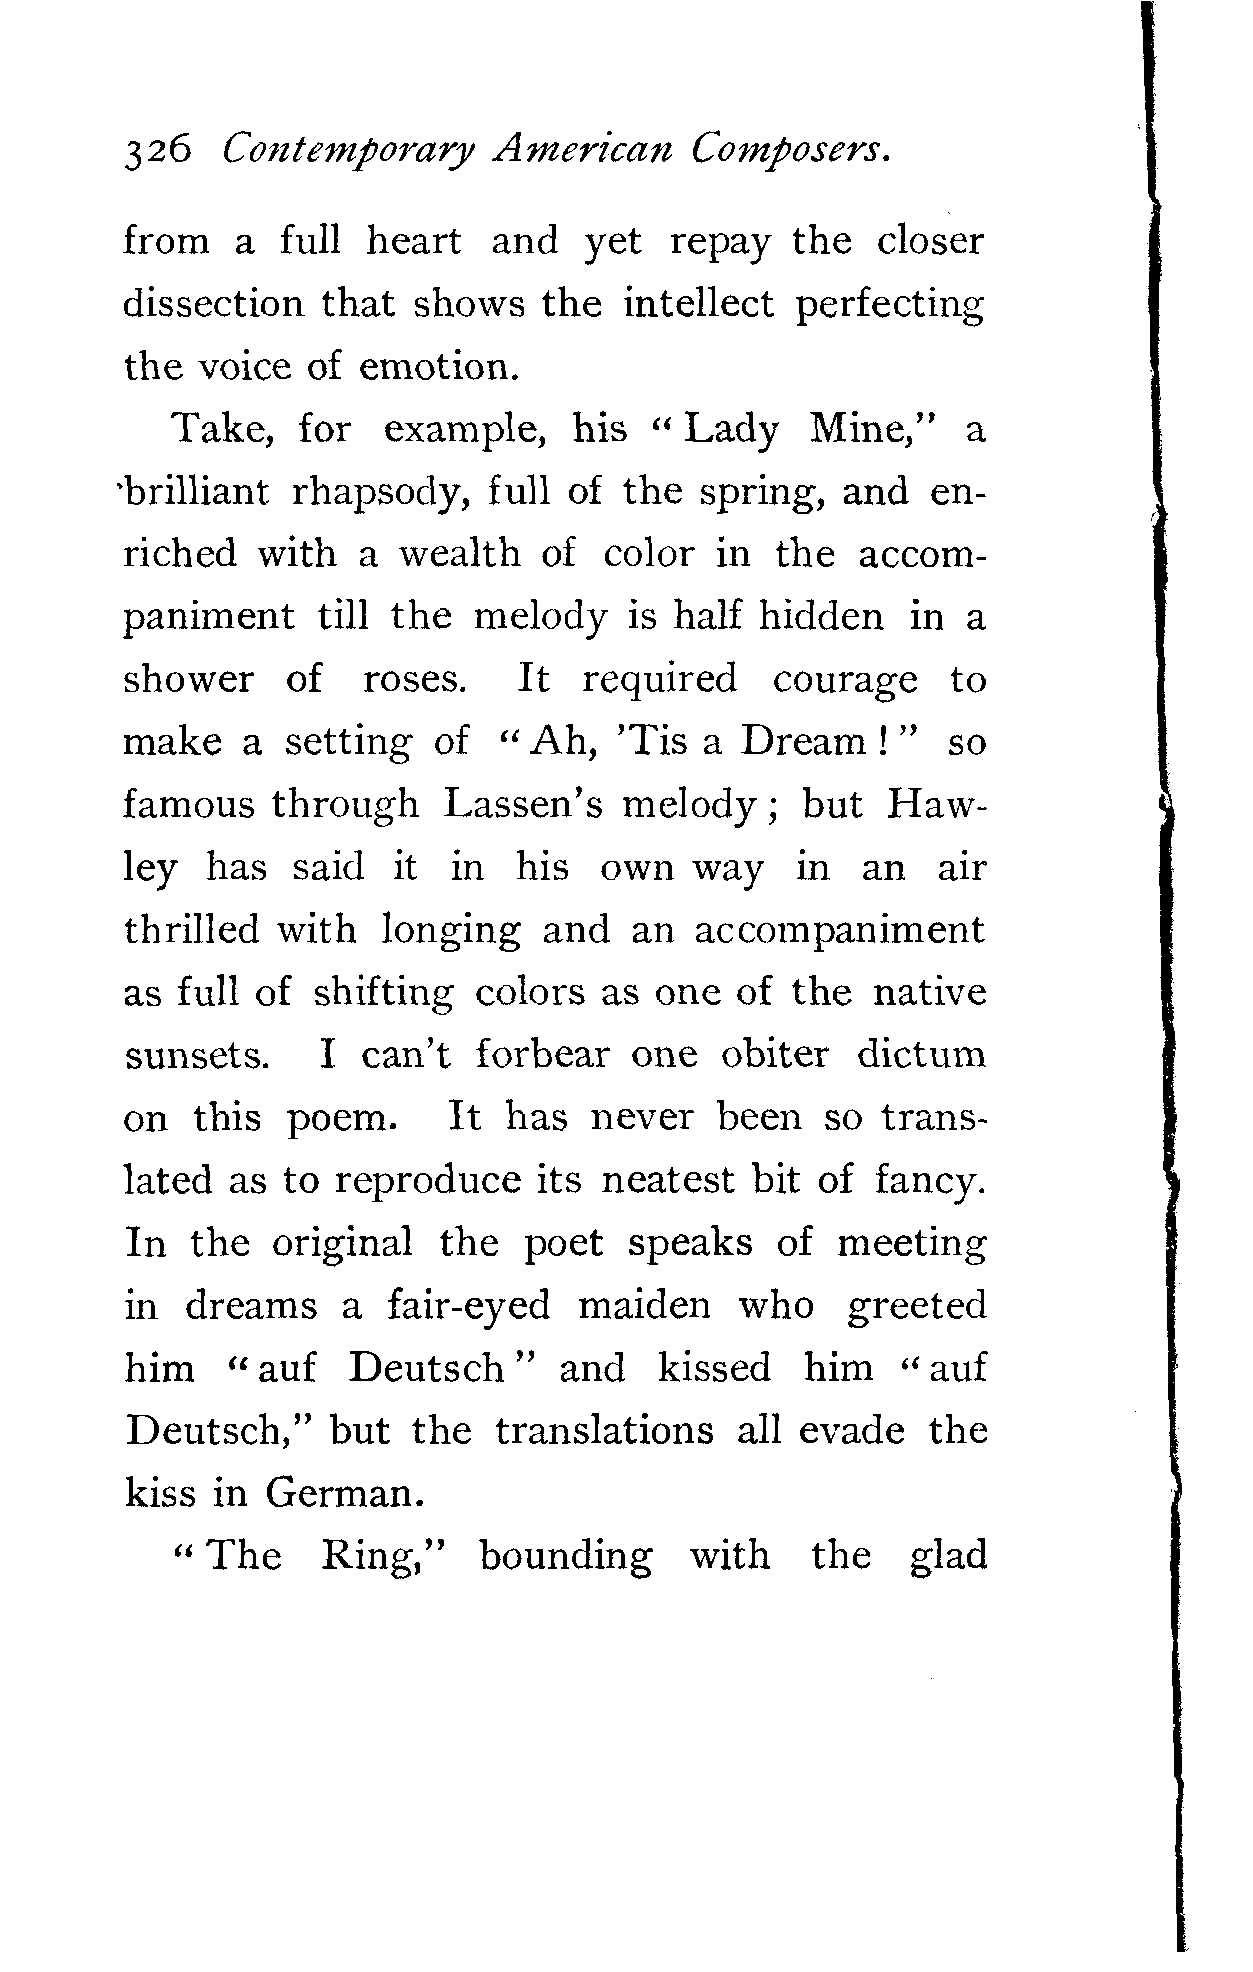 326 Contemporary American Composers.
from a full heart and yet repay the closer
dissection that shows the intellect perfecting
the voice of emotion.
Take, for example, his “ Lady Mine,” a
brilliant rhapsody, full of the spring, and en-
riched with a wealth of color in the accom-
paniment till the melody is half hidden in a
shower of roses. It required courage to
make a setting of “ Ah, ’Tis a Dream ! ” so
famous through Lassen’s melody ; but Haw-
ley has said it in his own way in an air
thrilled with longing and an accompaniment
as full of shifting colors as one of the native
sunsets. I can’t forbear one obiter dictum
on this poem. It has never been so trans-
lated as to reproduce its neatest bit of fancy.
In the original the poet speaks of meeting
in dreams a fair-eyed maiden who greeted
him “ auf Deutsch ” and kissed him “ auf
Deutsch,” but the translations all evade the
kiss in German.
“ The Ring,” bounding with the glad